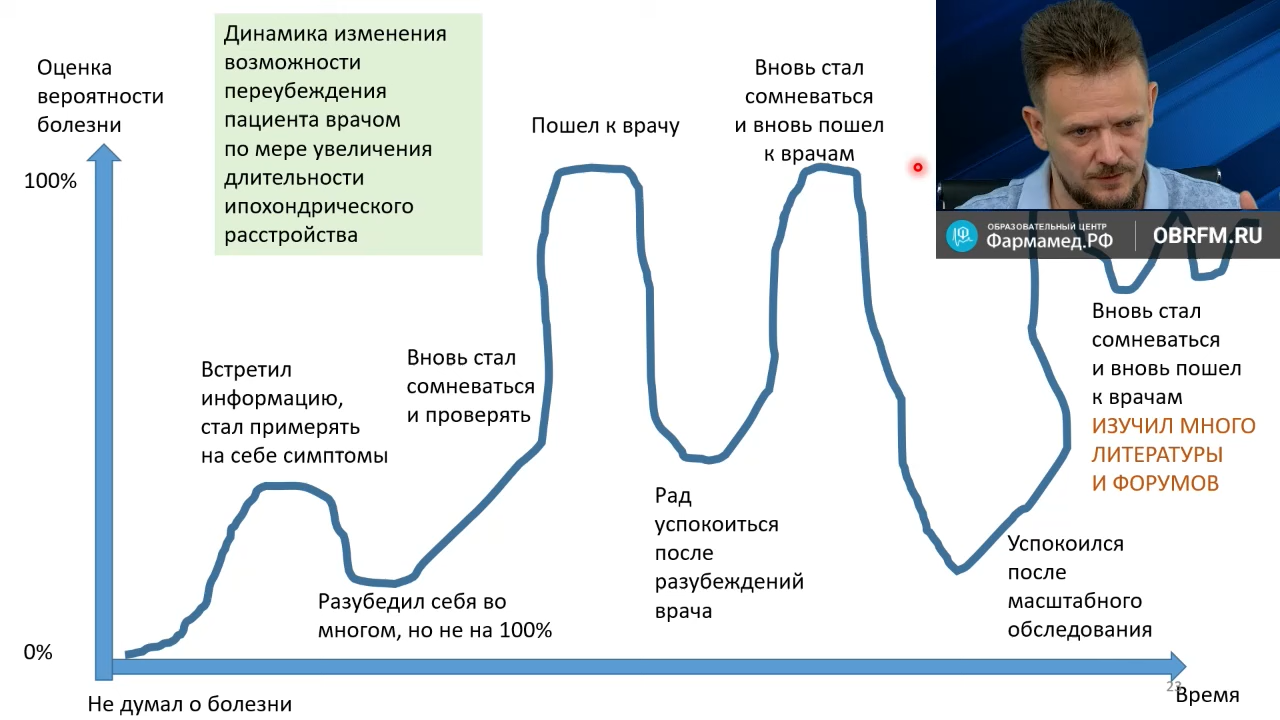 Динамика изменения
возможности
переубеждения
пациента врачом
по мере увеличения
длительности
ипохондрического
расстройства
Оценка
вероятности
болезни
100%
Пошел к врачу
Вновь стал
сомневаться
и вновь пошел
к врачам
ОБРАЗОВАТЕЛЬНЫЙ ЦЕНТР
Фармамед.РФ
OBRFM.RU
Встретил
информацию,
стал примерять
на себе симптомы
Вновь стал
сомневаться
и проверять
Вновь стал
сомневаться
и вновь пошел
к врачам
ИЗУЧИЛ МНОГО
ЛИТЕРАТУРЫ
И ФОРУМОВ
Рад
успокоиться
после
разубеждений
врача
Успокоился
после
масштабного
обследования
Разубедил себя во
многом, но не на 100%
0%
23
Время
Не думал о болезни